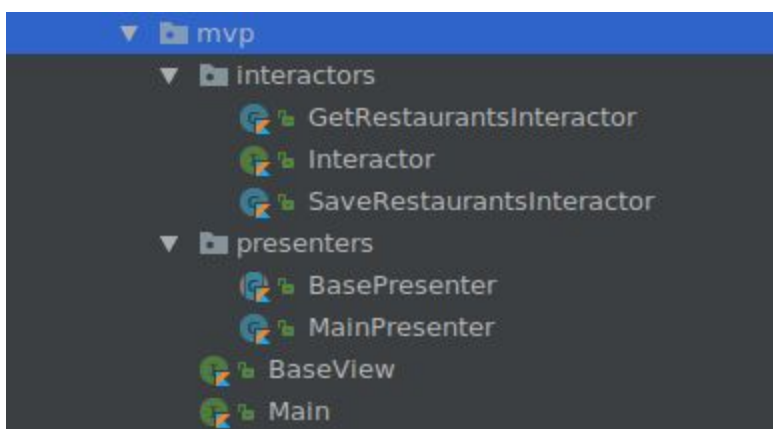 mvp
interactors
GetRestaurantsInteractor
Interactor
SaveRestaurantsInteractor
presenters
BasePresenter
MainPresenter
BaseView
Main